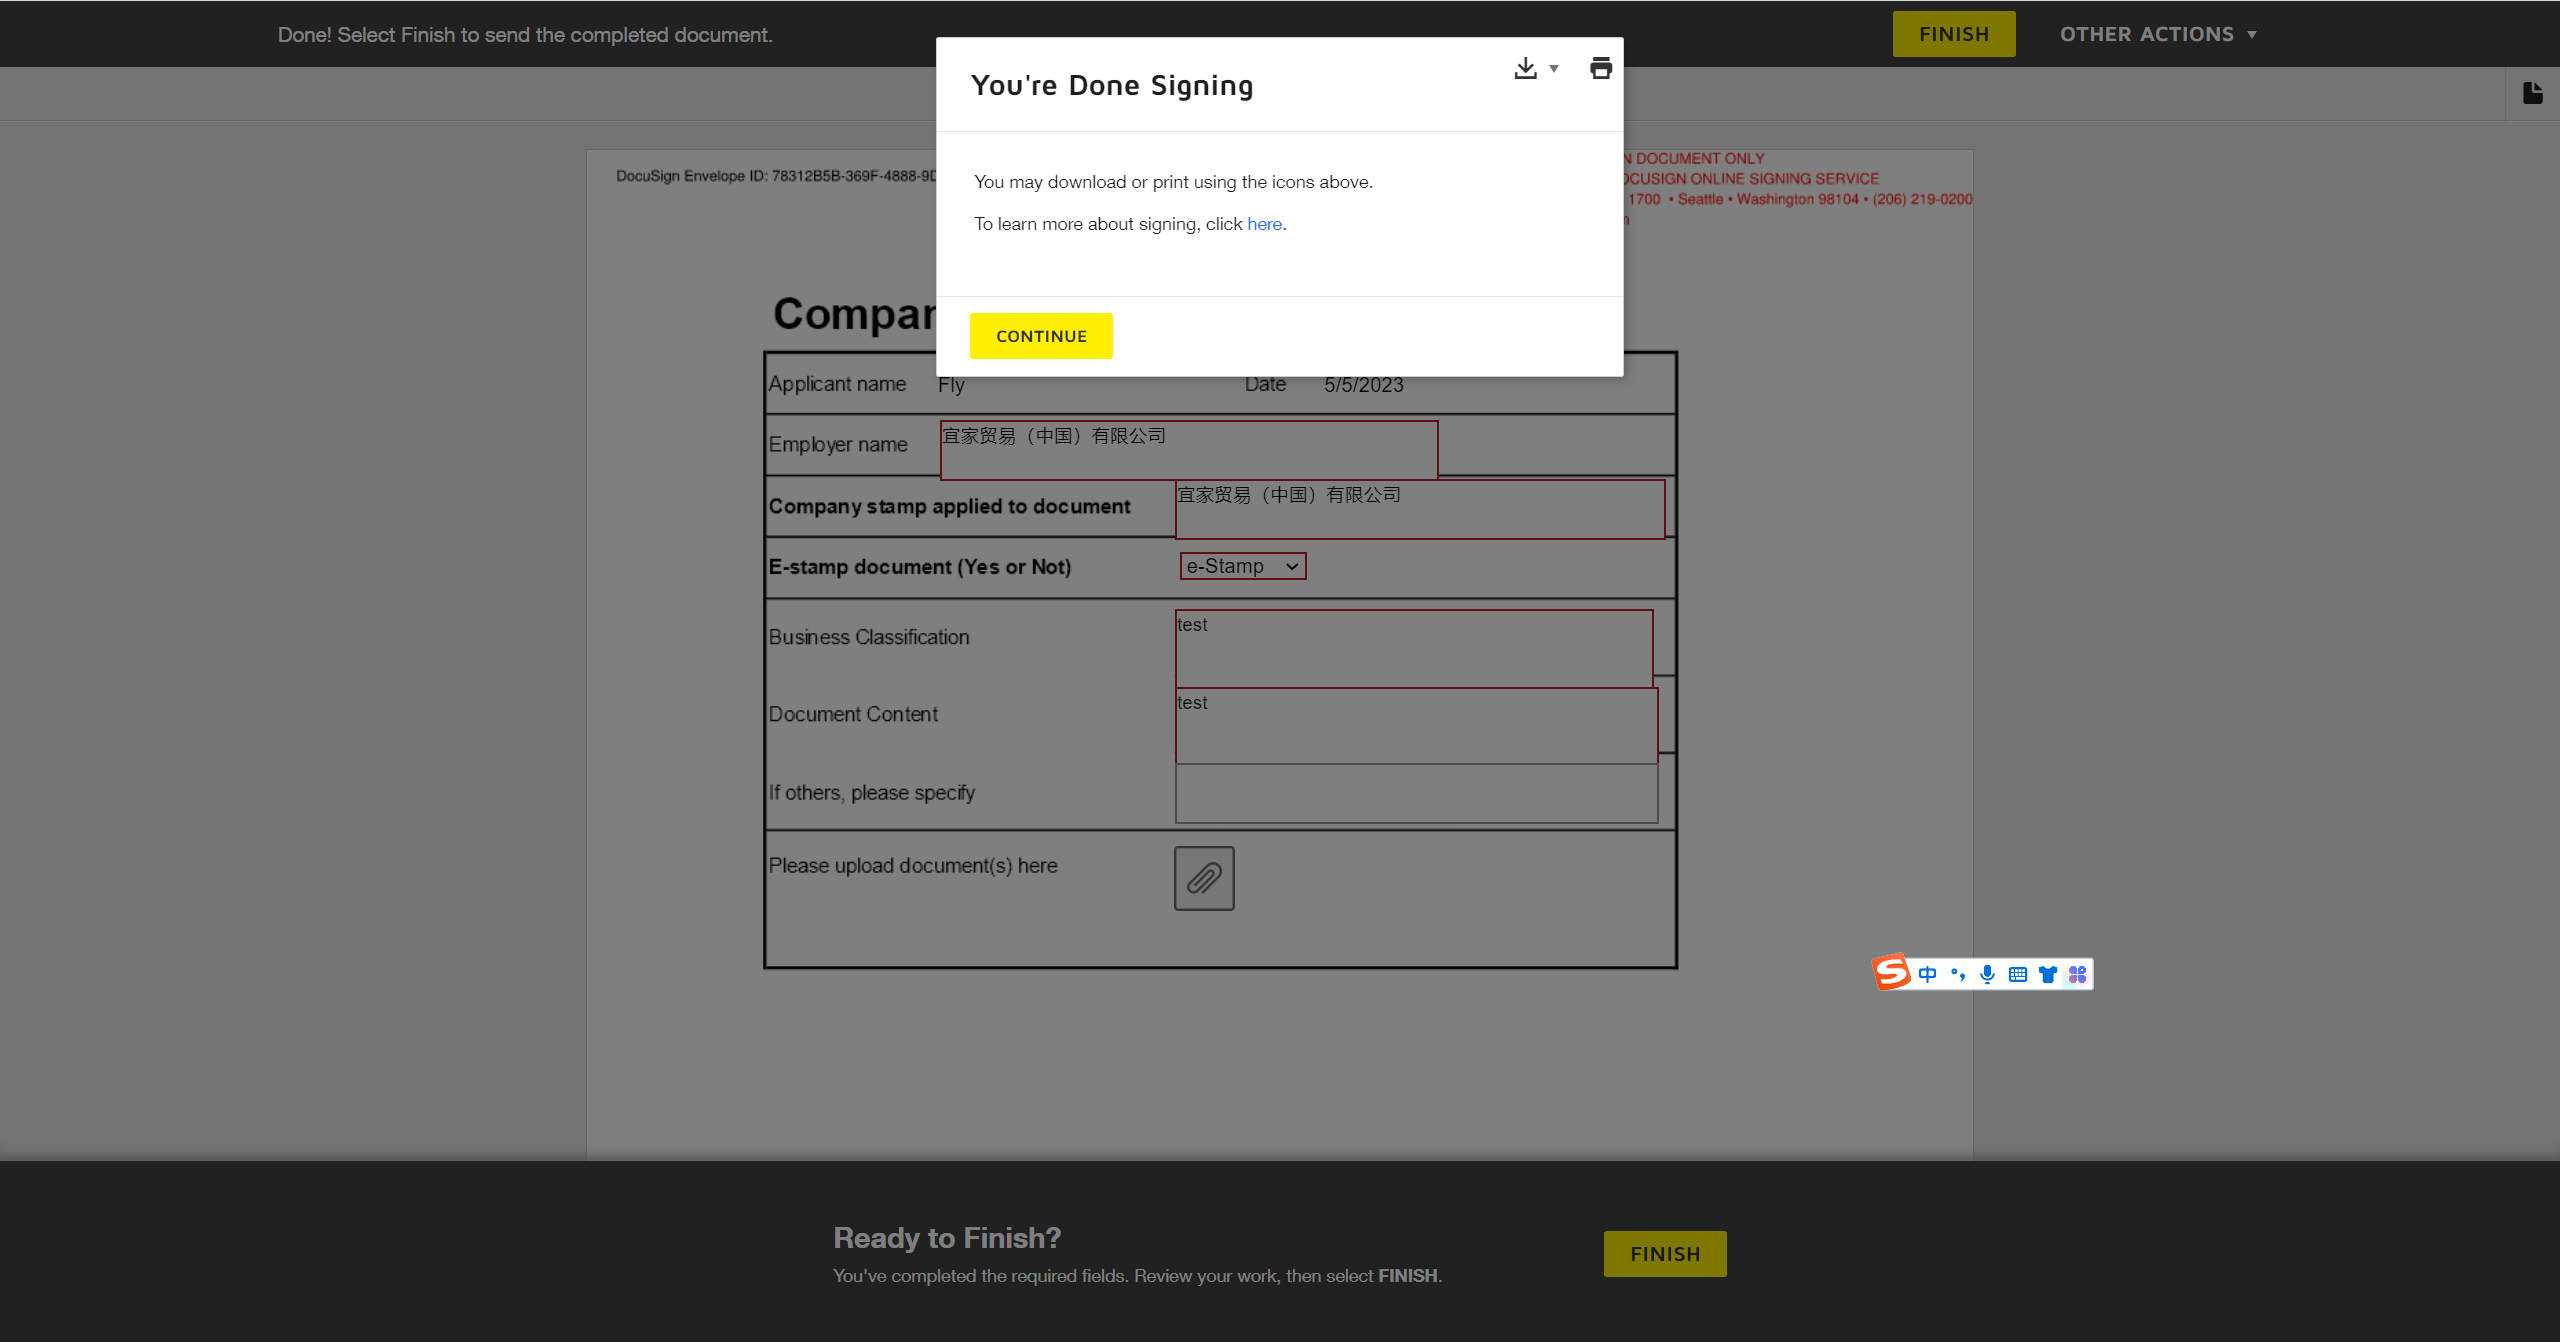 Done! Select Finish to send the completed document.
FINISH
OTHER ACTIONS
You're Done Signing
You may download or print using the icons above.
To learn more about signing, click here.
CONTINUE
DocuSign Envelope ID: 78312B5B-369F-4888-9
DOCUMENT ONLY
OCUSIGN ONLINE SIGNING SERVICE
1700 • Seattle • Washington 98104 • (206) 219-0200
Compan
Applicant name Fly Date 5/5/2023
Employer name 宜家贸易（中国）有限公司
Company stamp applied to document 宜家贸易（中国）有限公司
E-stamp document (Yes or Not) e-Stamp
Business Classification test
Document Content test
If others, please specify
Please upload document(s) here
中
Ready to Finish?
You've completed the required fields. Review your work, then select FINISH.
FINISH